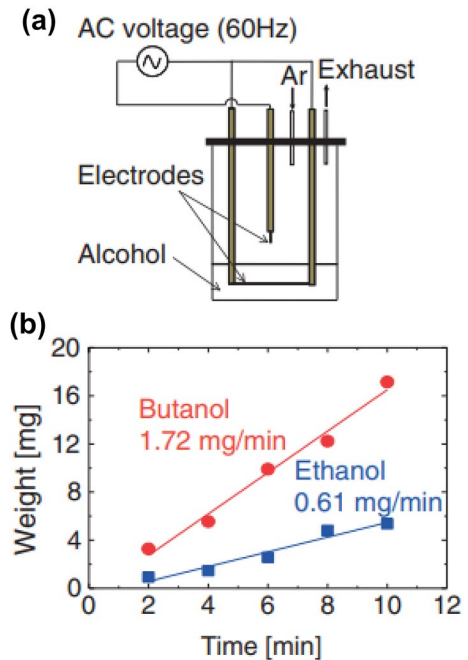 (a)
AC voltage (60Hz)
Ar
Exhaust
Electrodes
Alcohol
(b)
20
16
12
8
4
0
Weight [mg]
Butanol
1.72 mg/min
Ethanol
0.61 mg/min
0 2 4 6 8 10 12
Time [min]